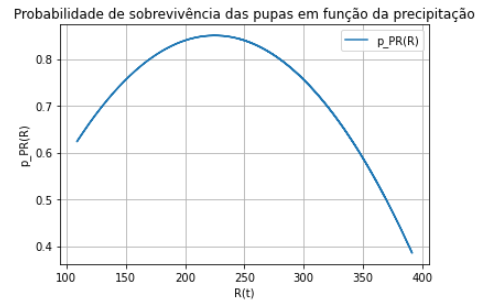 Probabilidade de sobrevivência das pupas em função da precipitação
p_PR(R)
0.8
0.7
0.6
0.5
0.4
p_PR(R)
100 150 200 250 300 350 400
R(t)